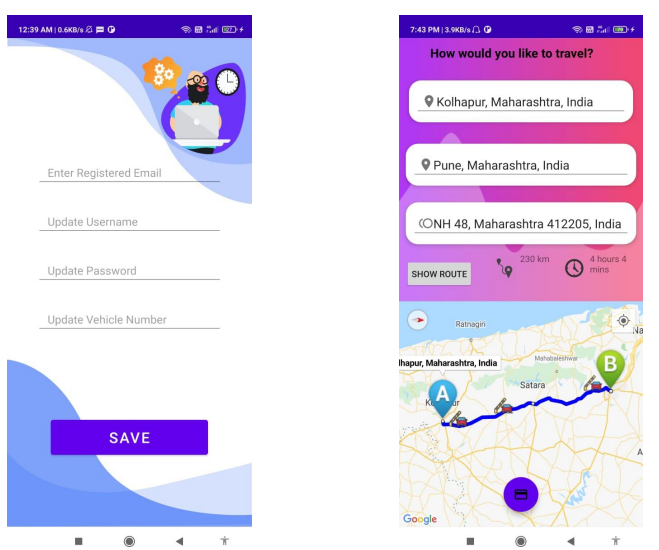 12:39 AM | 0.6KB/s
Enter Registered Email
Update Username
Update Password
Update Vehicle Number
SAVE
7:43 PM | 3.9KB/s
How would you like to travel?
Kolhapur, Maharashtra, India
Pune, Maharashtra, India
NH 48, Maharashtra 412205, India
SHOW ROUTE
230 km
4 hours 4
mins
Ratnagiri
Na
lhapur, Maharashtra, India
Mahabaleshwar
B
Satara
A
A
Google